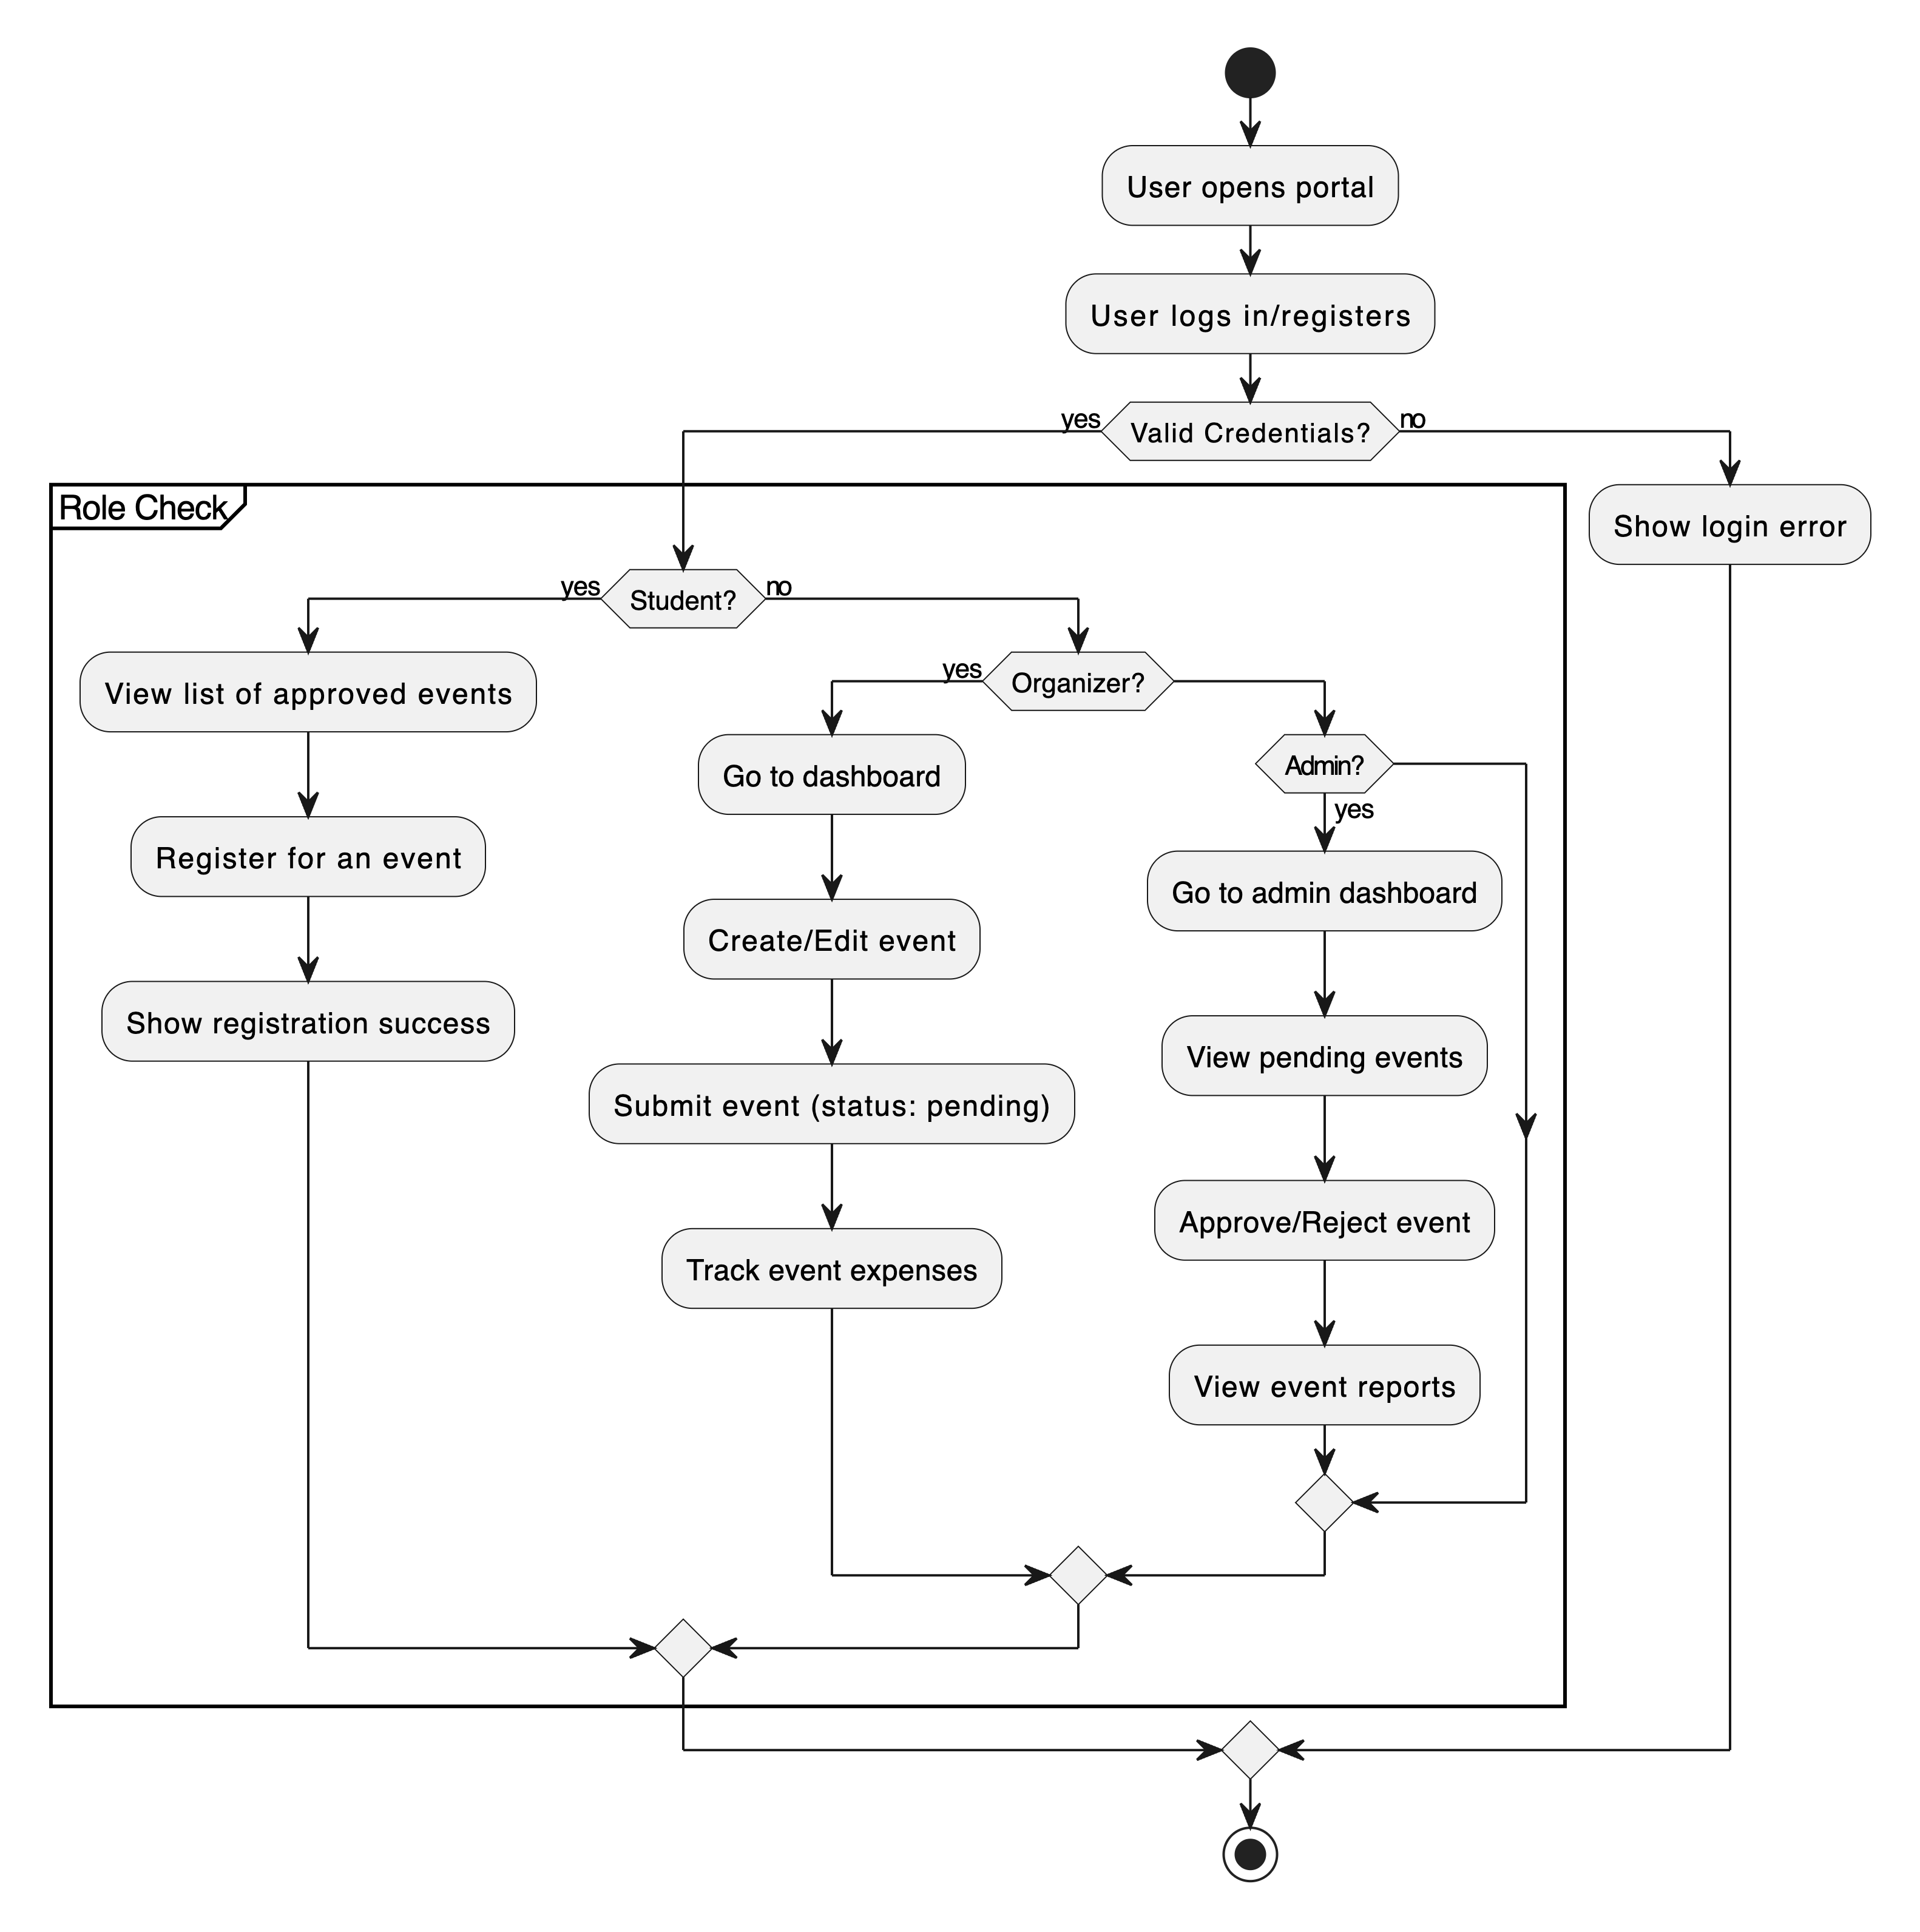 User opens portal
User logs in/registers
yes
Valid Credentials?
no
Role Check
Show login error
yes
Student?
no
View list of approved events
yes
Organizer?
Go to dashboard
Admin?
yes
Register for an event
Go to admin dashboard
Create/Edit event
Show registration success
View pending events
Submit event (status: pending)
Approve/Reject event
Track event expenses
View event reports